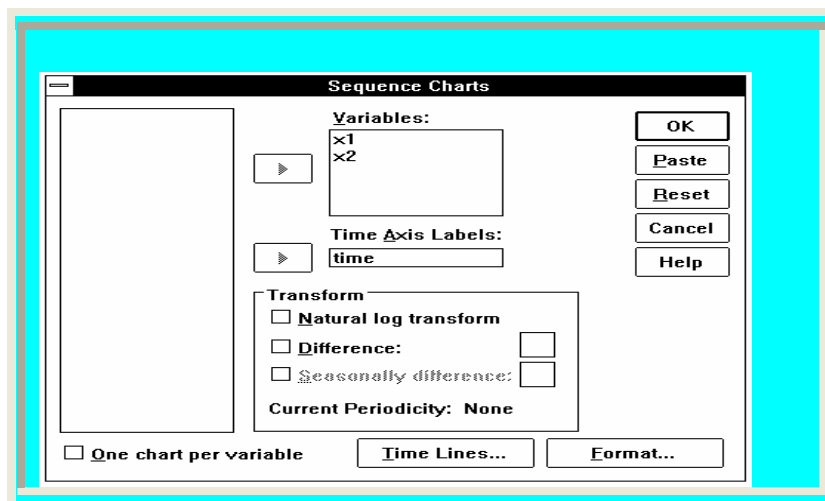 Sequence Charts
Variables:
x1
x2
Time Axis Labels:
time
Transform
Natural log transform
Difference:
Seasonally difference:
Current Periodicity: None
One chart per variable
Time Lines...
Format...
OK
Paste
Reset
Cancel
Help